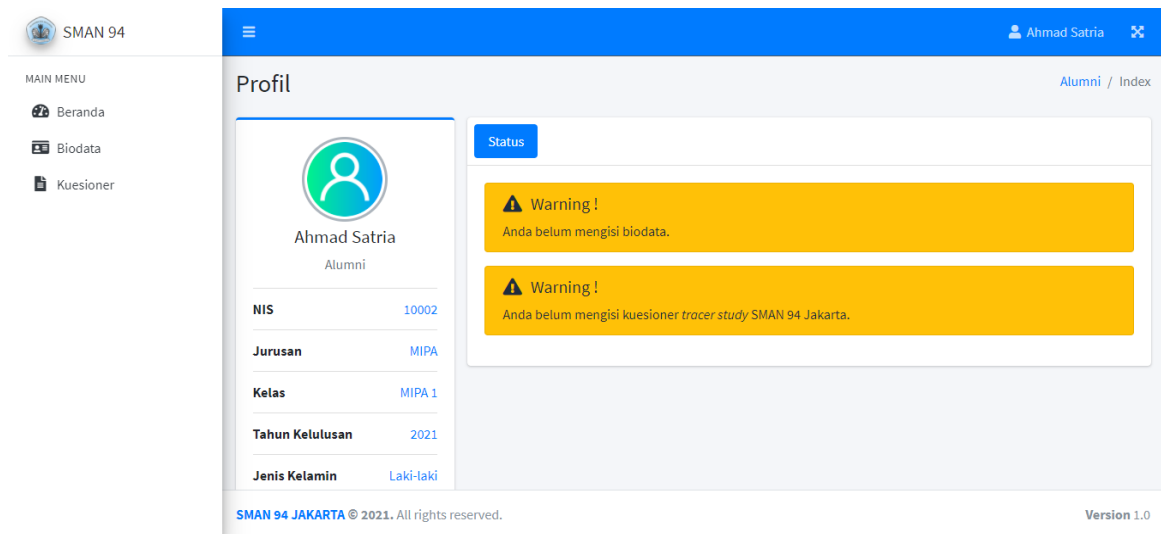 SMAN 94
MAIN MENU
Beranda
Biodata
Kuesioner
Ahmad Satria
Profil
Alumni / Index
Ahmad Satria
Alumni
NIS 10002
Jurusan MIPA
Kelas MIPA 1
Tahun Kelulusan 2021
Jenis Kelamin Laki-laki
Status
Warning !
Anda belum mengisi biodata.
Warning !
Anda belum mengisi kuesioner tracer study SMAN 94 Jakarta.
SMAN 94 JAKARTA © 2021. All rights reserved.
Version 1.0